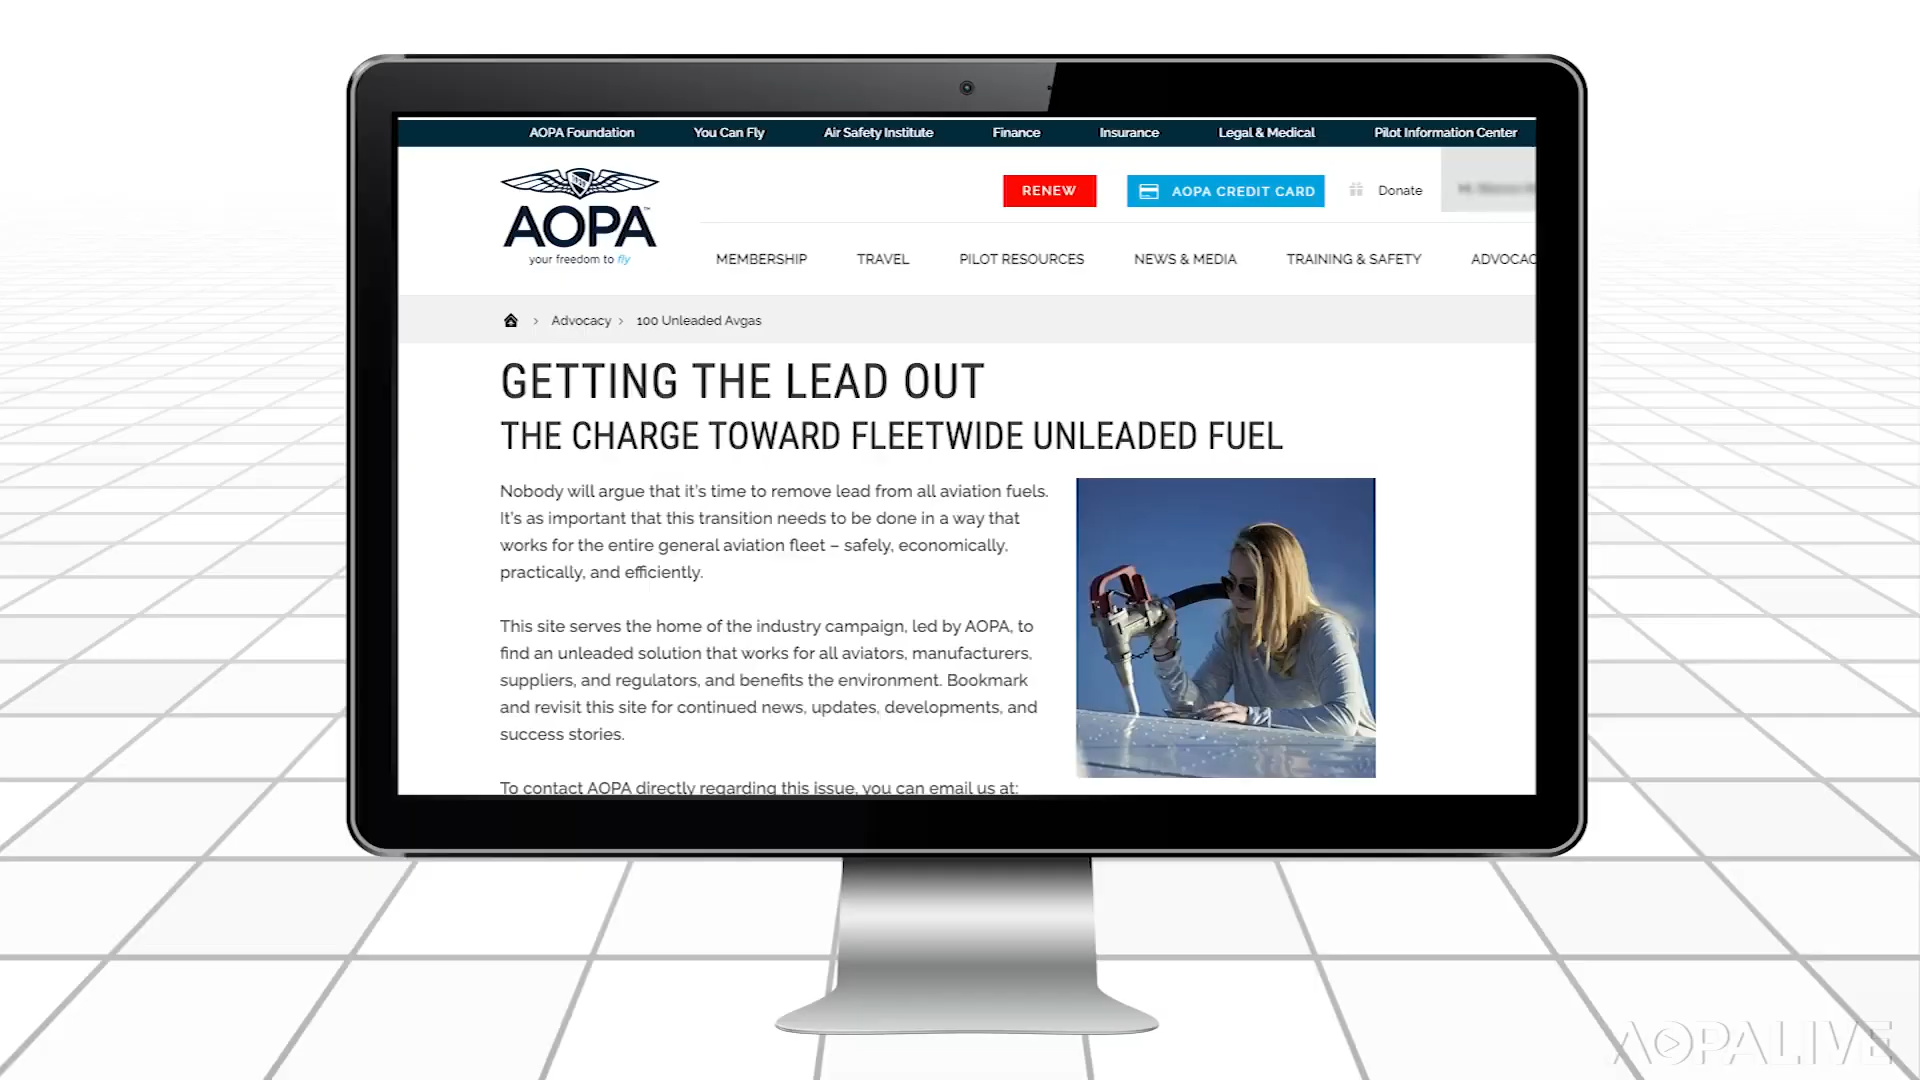 AOPA Foundation You Can Fly Air Safety Institute Finance Insurance Legal & Medical Pilot Information Center
AOPA
your freedom to fly
RENEW AOPA CREDIT CARD Donate
MEMBERSHIP TRAVEL PILOT RESOURCES NEWS & MEDIA TRAINING & SAFETY ADVOCAC
Advocacy > 100 Unleaded Avgas
GETTING THE LEAD OUT
THE CHARGE TOWARD FLEETWIDE UNLEADED FUEL
Nobody will argue that it's time to remove lead from all aviation fuels.
It's as important that this transition needs to be done in a way that
works for the entire general aviation fleet – safely, economically,
practically, and efficiently.
This site serves the home of the industry campaign, led by AOPA, to
find an unleaded solution that works for all aviators, manufacturers,
suppliers, and regulators, and benefits the environment. Bookmark
and revisit this site for continued news, updates, developments, and
success stories.
To contact AOPA directly regarding this issue, you can email us at:
AOPALIVE